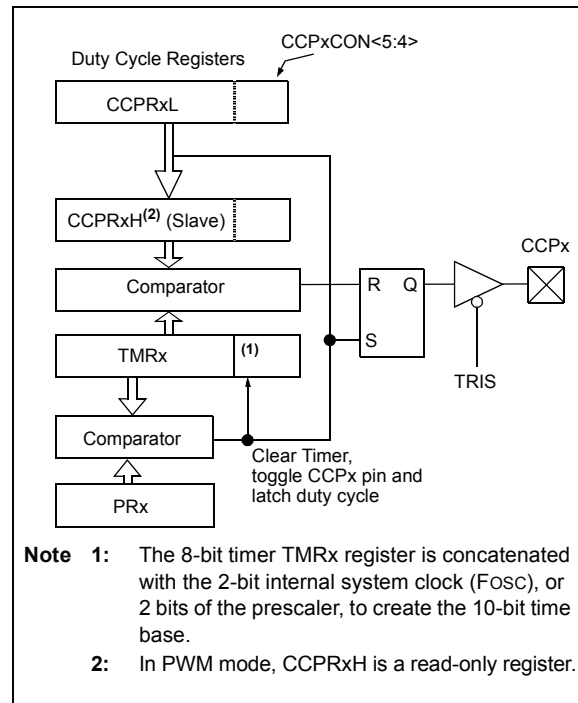 CCPxCON<5:4>
Duty Cycle Registers
CCPRxL
CCPRxH(2) (Slave)
CCPx
Comparator
R Q
TMRx (1)
S
TRIS
Comparator
Clear Timer,
toggle CCPx pin and
latch duty cycle
PRx
Note 1: The 8-bit timer TMRx register is concatenated
with the 2-bit internal system clock (FOSC), or
2 bits of the prescaler, to create the 10-bit time
base.
2: In PWM mode, CCPRxH is a read-only register.